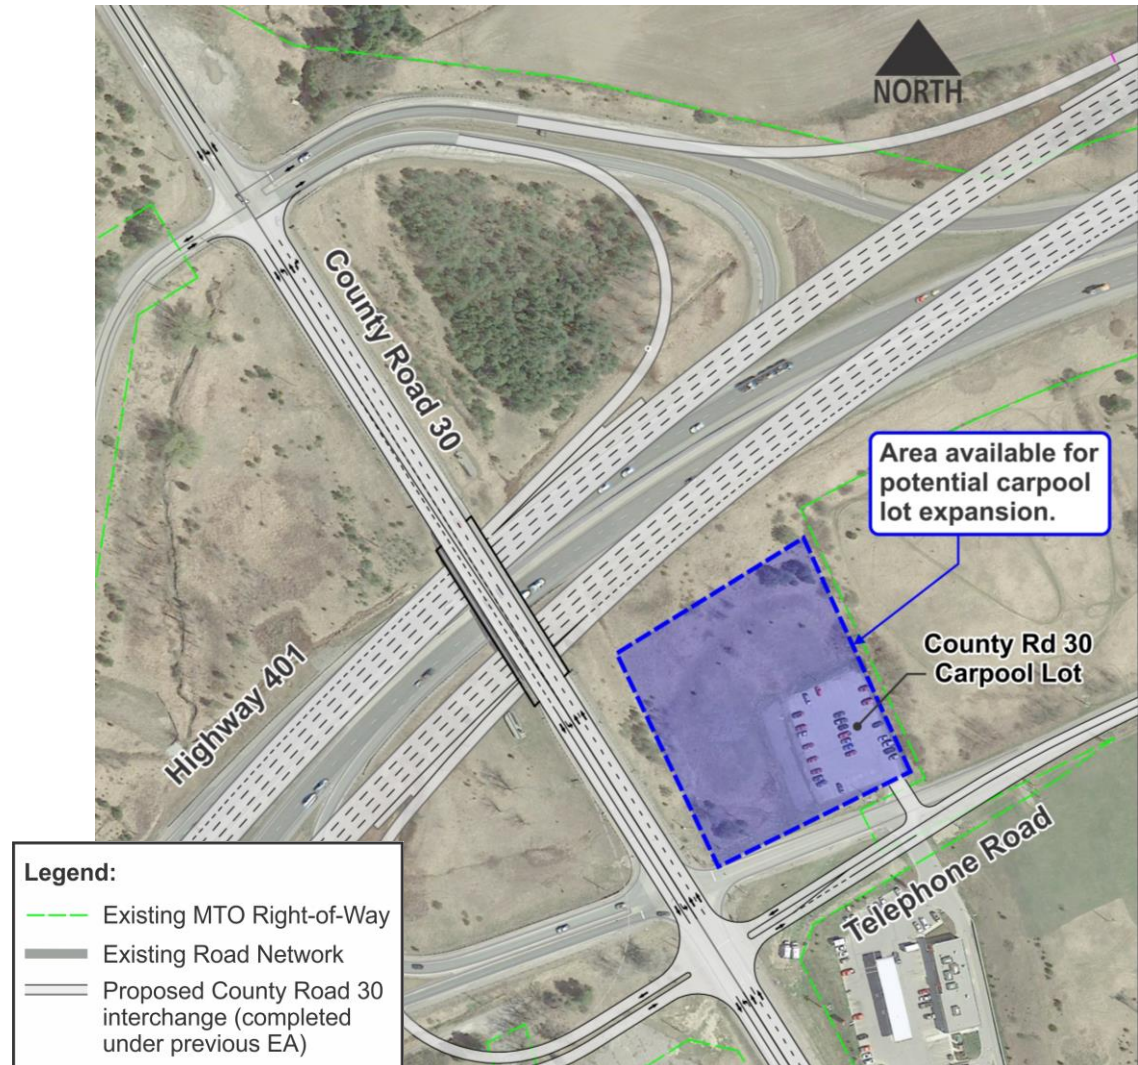 NORTH
County Road 30
Area available for
potential carpool
lot expansion.
County Rd 30
Carpool Lot
Highway 401
Telephone Road
Legend:
Existing MTO Right-of-Way
Existing Road Network
Proposed County Road 30
interchange (completed
under previous EA)